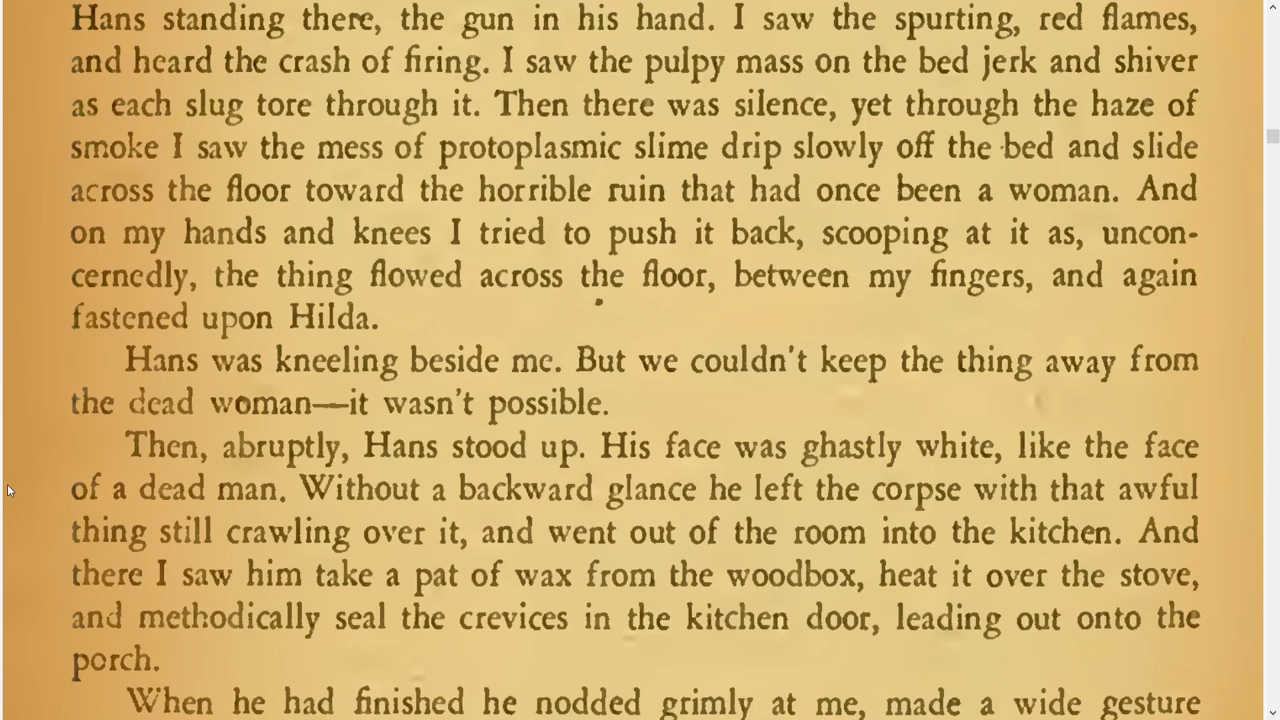 Hans standing there, the gun in his hand. I saw the spurting, red flames,
and heard the crash of firing. I saw the pulpy mass on the bed jerk and shiver
as each slug tore through it. Then there was silence, yet through the haze of
smoke I saw the mess of protoplasmic slime drip slowly off the bed and slide
across the floor toward the horrible ruin that had once been a woman. And
on my hands and knees I tried to push it back, scooping at it as, uncon-
cernedly, the thing flowed across the floor, between my fingers, and again
fastened upon Hilda.
Hans was kneeling beside me. But we couldn't keep the thing away from
the dead woman—it wasn't possible.
Then, abruptly, Hans stood up. His face was ghastly white, like the face
of a dead man. Without a backward glance he left the corpse with that awful
thing still crawling over it, and went out of the room into the kitchen. And
there I saw him take a pat of wax from the woodbox, heat it over the stove,
and methodically seal the crevices in the kitchen door, leading out onto the
porch.
When he had finished he nodded grimly at me, made a wide gesture